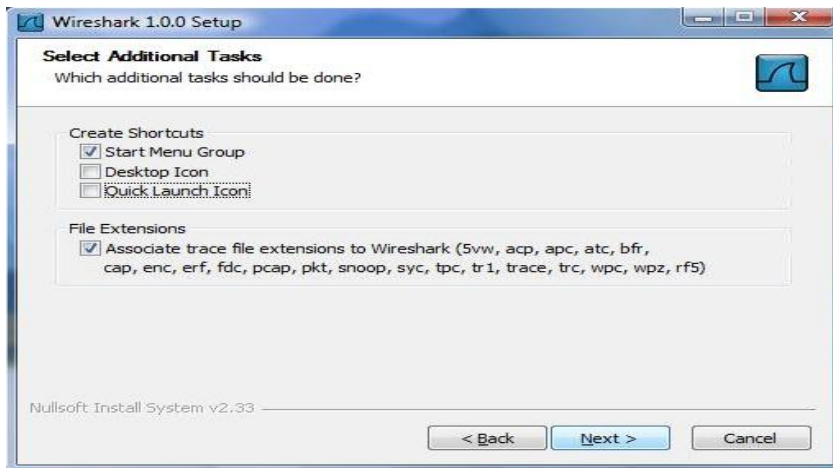 Wireshark 1.0.0 Setup
Select Additional Tasks
Which additional tasks should be done?
Create Shortcuts
Start Menu Group
Desktop Icon
Quick Launch Icon
File Extensions
Associate trace file extensions to Wireshark (5vw, acp, apc, atc, bfr,
cap, enc, erf, fdc, pcap, pkt, snoop, syc, tpc, tr1, trace, trc, wpc, wpz, rf5)
Nullsoft Install System v2.33
< Back Next > Cancel